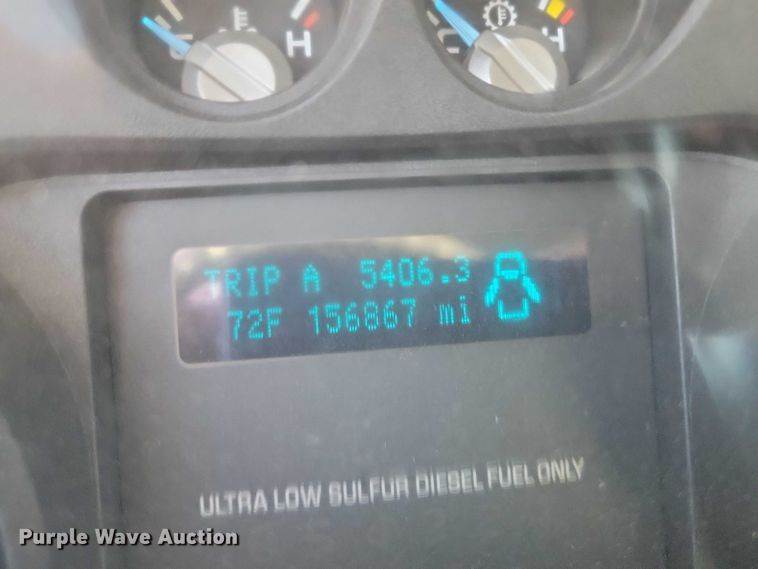 H
H
TRIP A 5406.3
72F 156867 mi
ULTRA LOW SULFUR DIESEL FUEL ONLY
Purple Wave Auction